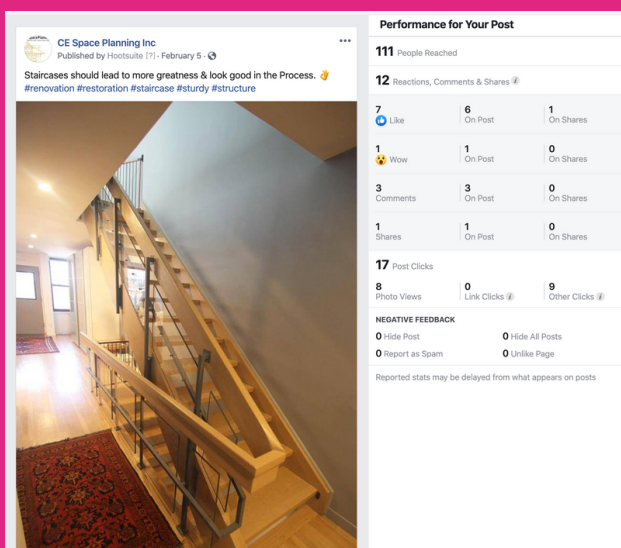 CE Space Planning Inc
Published by Hootsuite [?] · February 5 ·
Staircases should lead to more greatness & look good in the Process. 👌
#renovation #restoration #staircase #sturdy #structure
Performance for Your Post
111 People Reached
12 Reactions, Comments & Shares i
7 6 1
Like On Post On Shares
1 1 0
Wow On Post On Shares
3 3 0
Comments On Post On Shares
1 1 0
Shares On Post On Shares
17 Post Clicks
8 0 9
Photo Views Link Clicks i Other Clicks i
NEGATIVE FEEDBACK
0 Hide Post 0 Hide All Posts
0 Report as Spam 0 Unlike Page
Reported stats may be delayed from what appears on posts